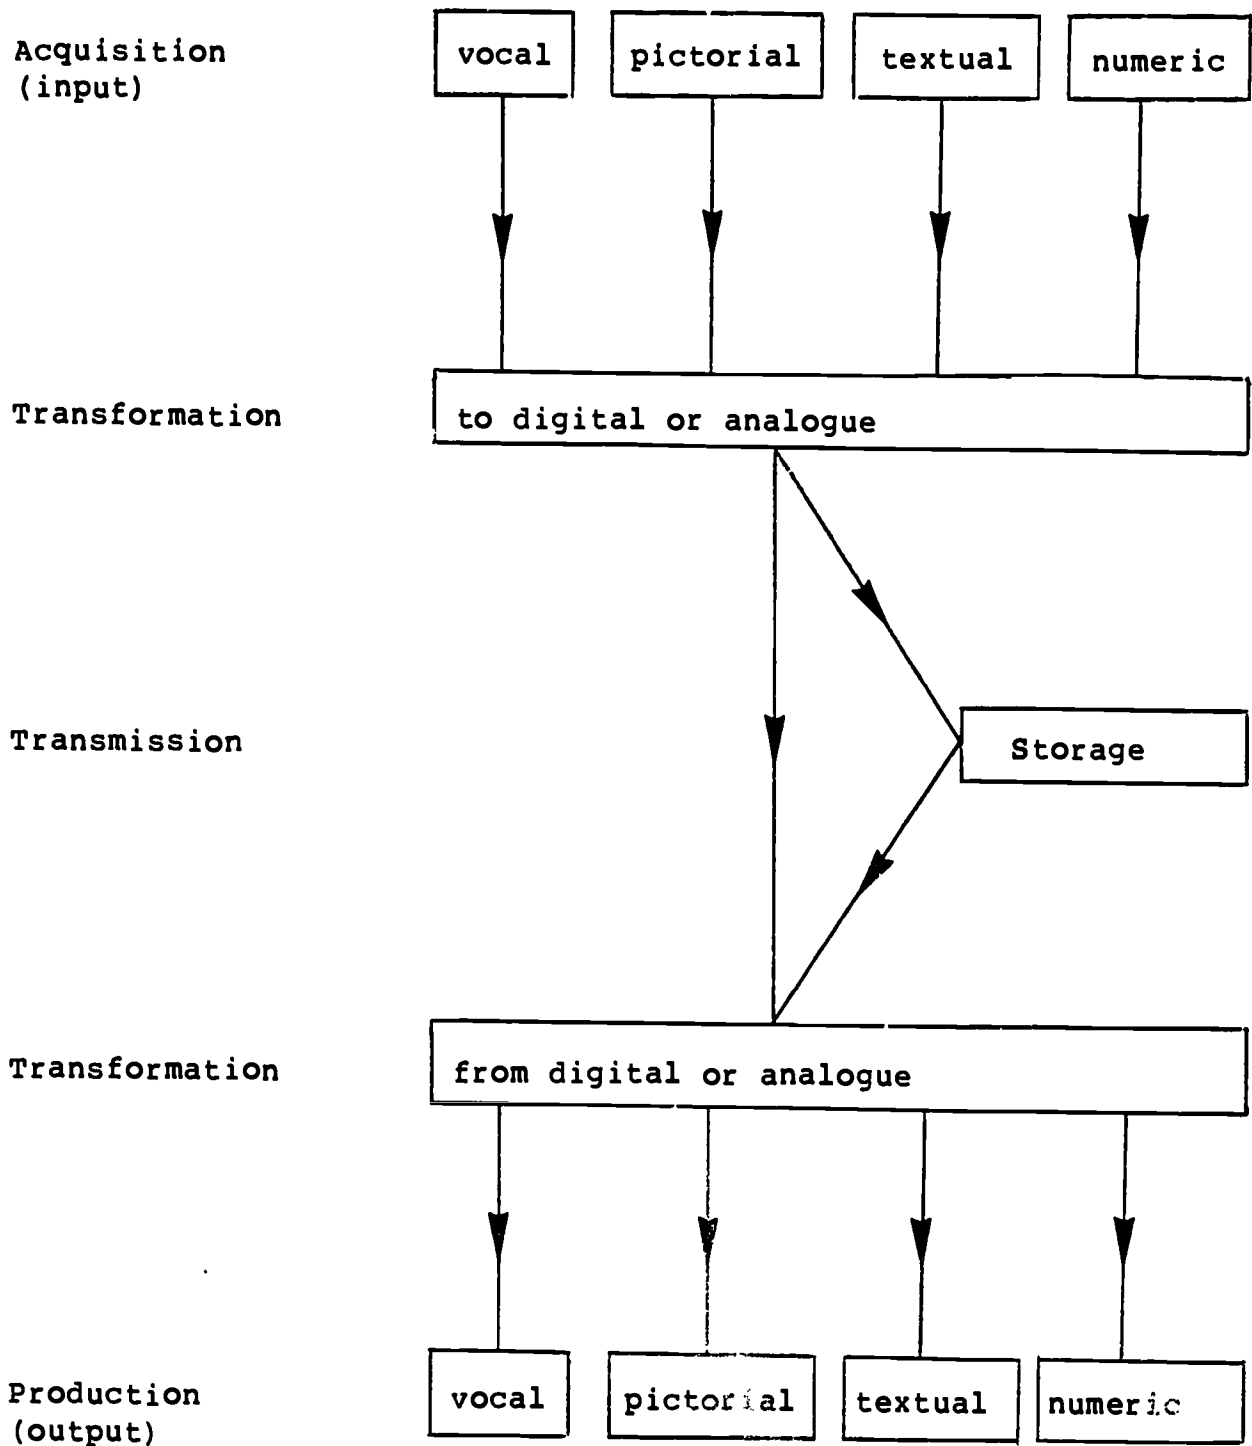 Acquisition
(input)
vocal
pictorial
textual
numeric
Transformation
to digital or analogue
Transmission
Storage
Transformation
from digital or analogue
Production
(output)
vocal
pictorial
textual
numeric